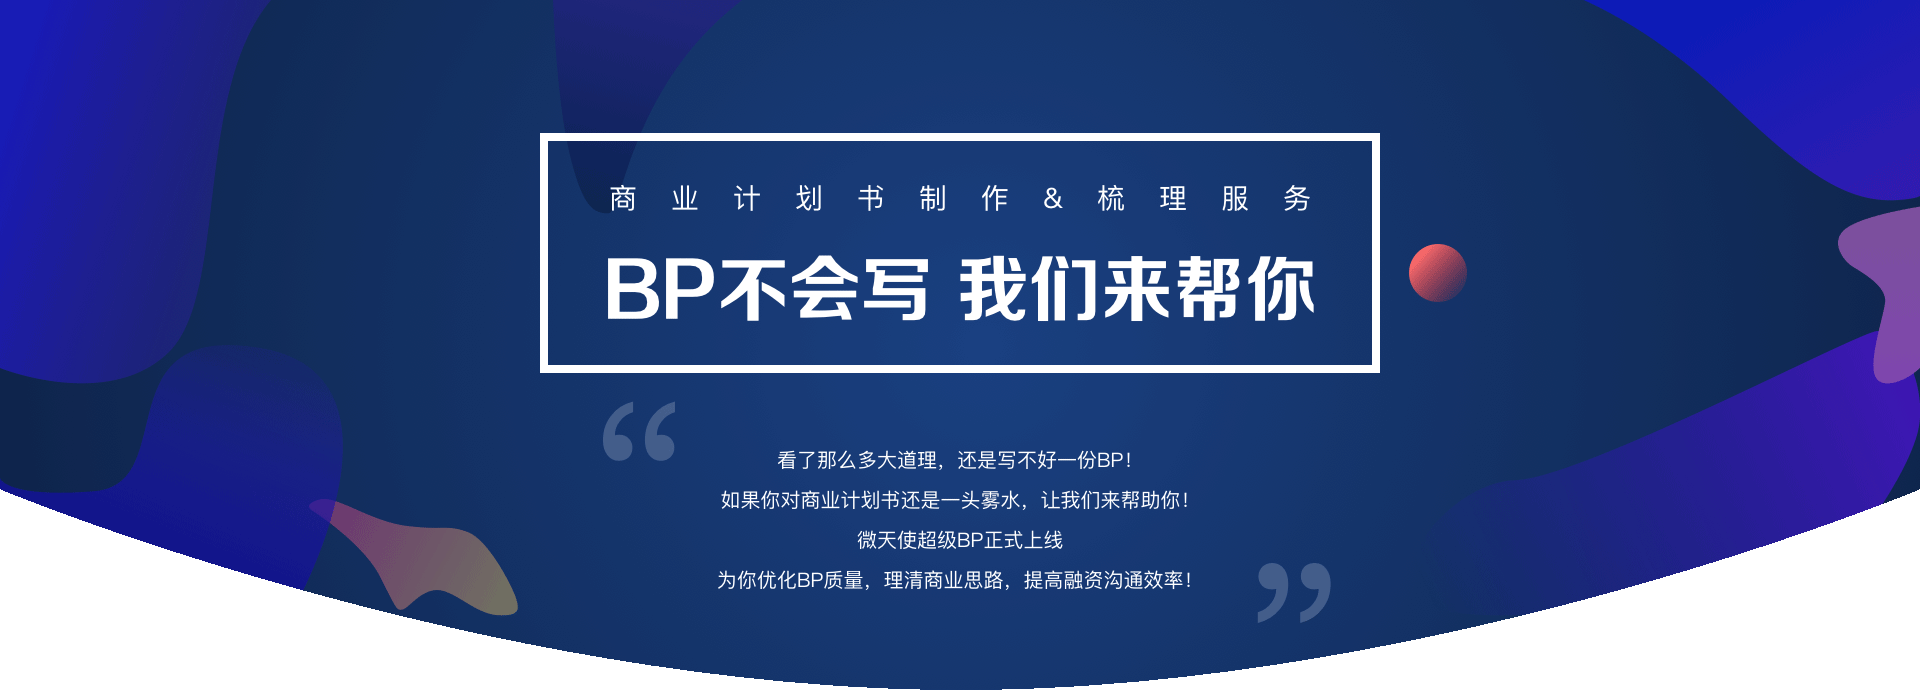 商业计划书制作&梳理服务
BP不会写 我们来帮你
看了那么多大道理，还是写不好一份BP！
如果你对商业计划书还是一头雾水，让我们来帮助你！
微天使超级BP正式上线
为你优化BP质量，理清商业思路，提高融资沟通效率！